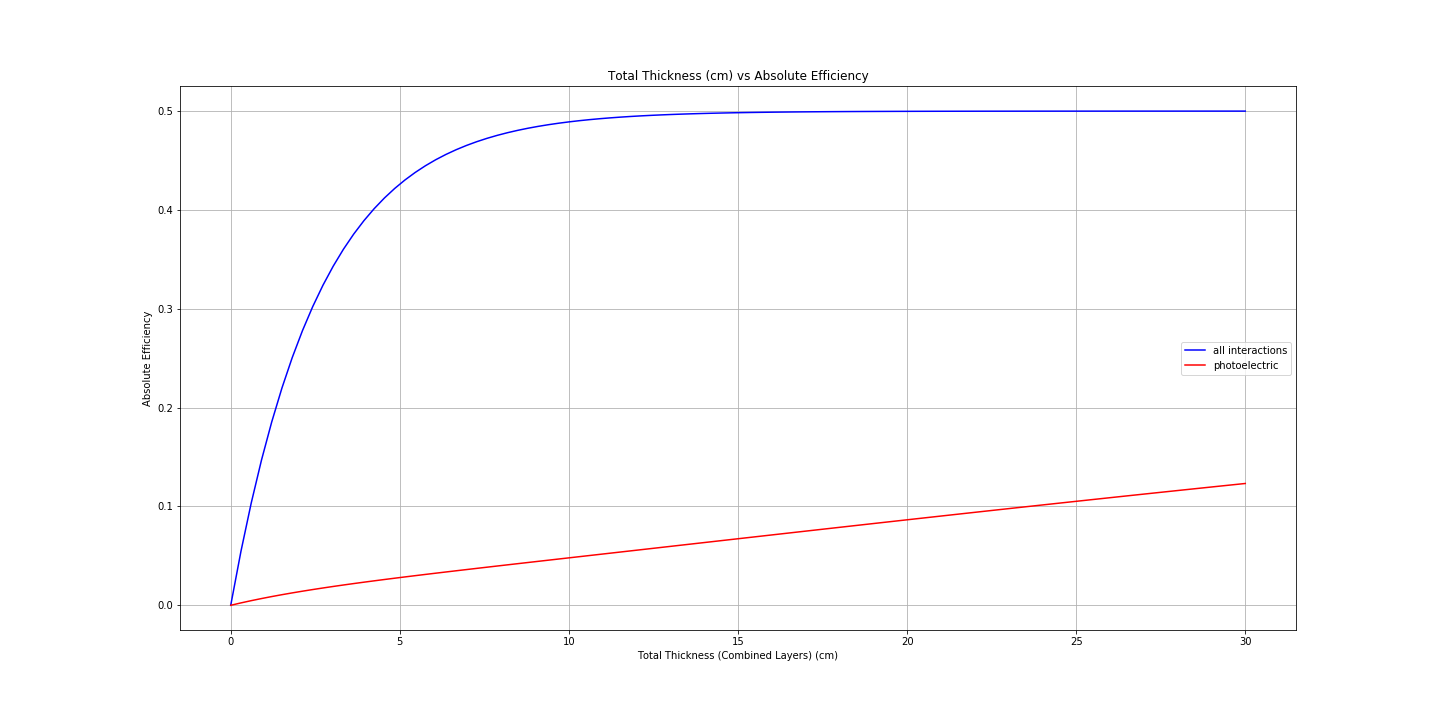 Total Thickness (cm) vs Absolute Efficiency
0.5
0.4
0.3
0.2
0.1
0.0
Absolute Efficiency
all interactions
photoelectric
0 5 10 15 20 25 30
Total Thickness (Combined Layers) (cm)